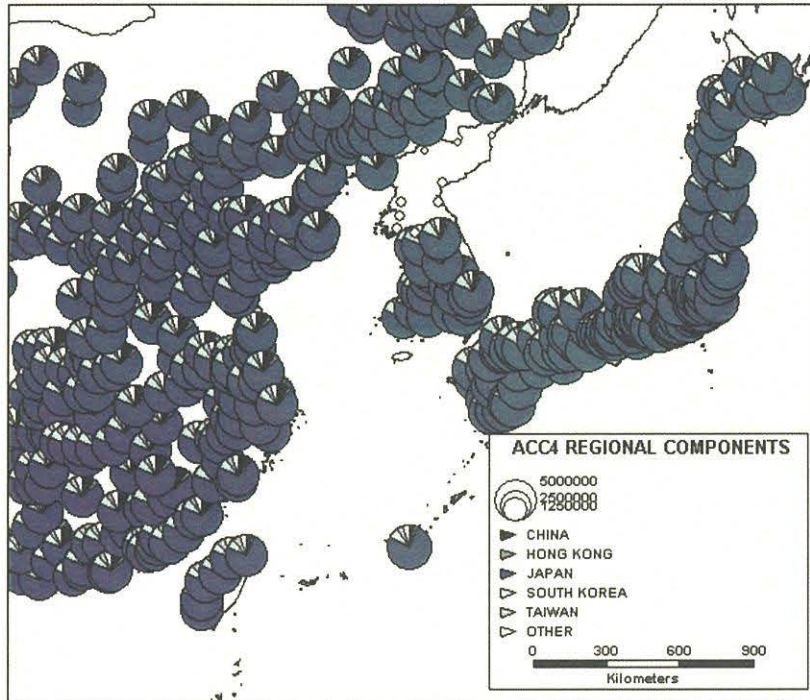 ACC4 REGIONAL COMPONENTS
5000000
2500000
1250000
CHINA
HONG KONG
JAPAN
SOUTH KOREA
TAIWAN
OTHER
0 300 600 900
Kilometers